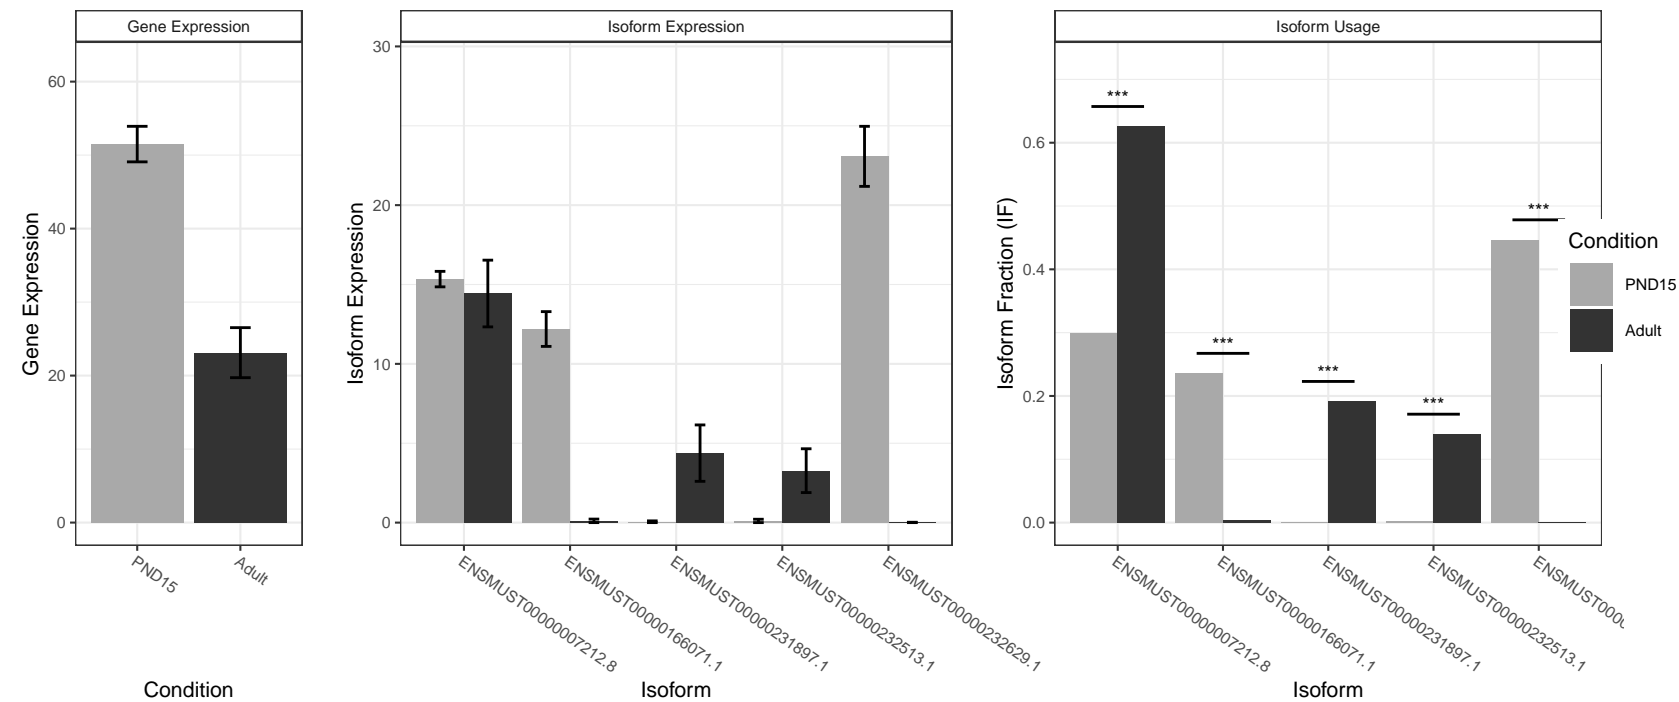 Gene Expression
Gene Expression
60
40
20
0
PND15
Adult
Condition
Isoform Expression
Isoform Expression
30
20
10
0
ENSMUST00000007212.8
ENSMUST00000166071.1
ENSMUST00000231897.1
ENSMUST00000232513.1
ENSMUST00000232629.1
Isoform
Isoform Usage
Isoform Fraction (IF)
0.6
0.4
0.2
0.0
***
***
***
***
***
ENSMUST00000007212.8
ENSMUST00000166071.1
ENSMUST00000231897.1
ENSMUST00000232513.1
ENSMUST000
Isoform
Condition
PND15
Adult